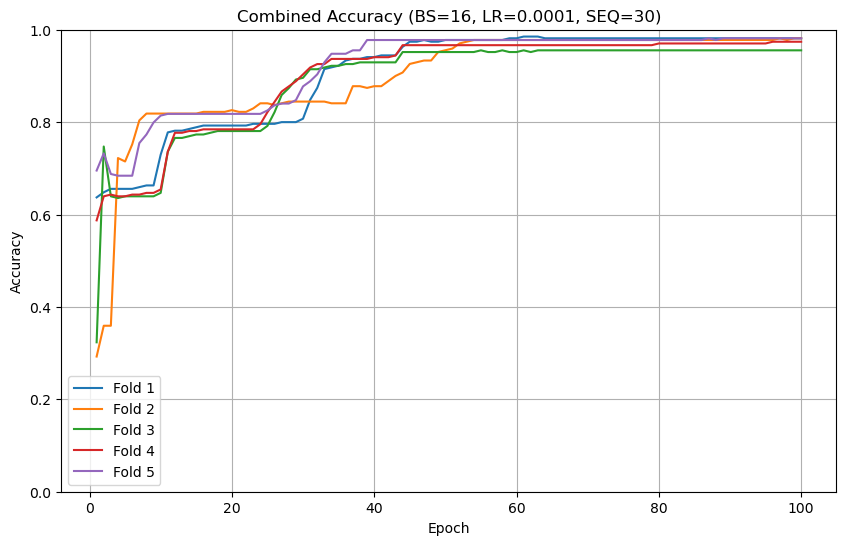 Combined Accuracy (BS=16, LR=0.0001, SEQ=30)
1.0
0.8
0.6
0.4
0.2
0.0
Accuracy
Fold 1
Fold 2
Fold 3
Fold 4
Fold 5
0 20 40 60 80 100
Epoch